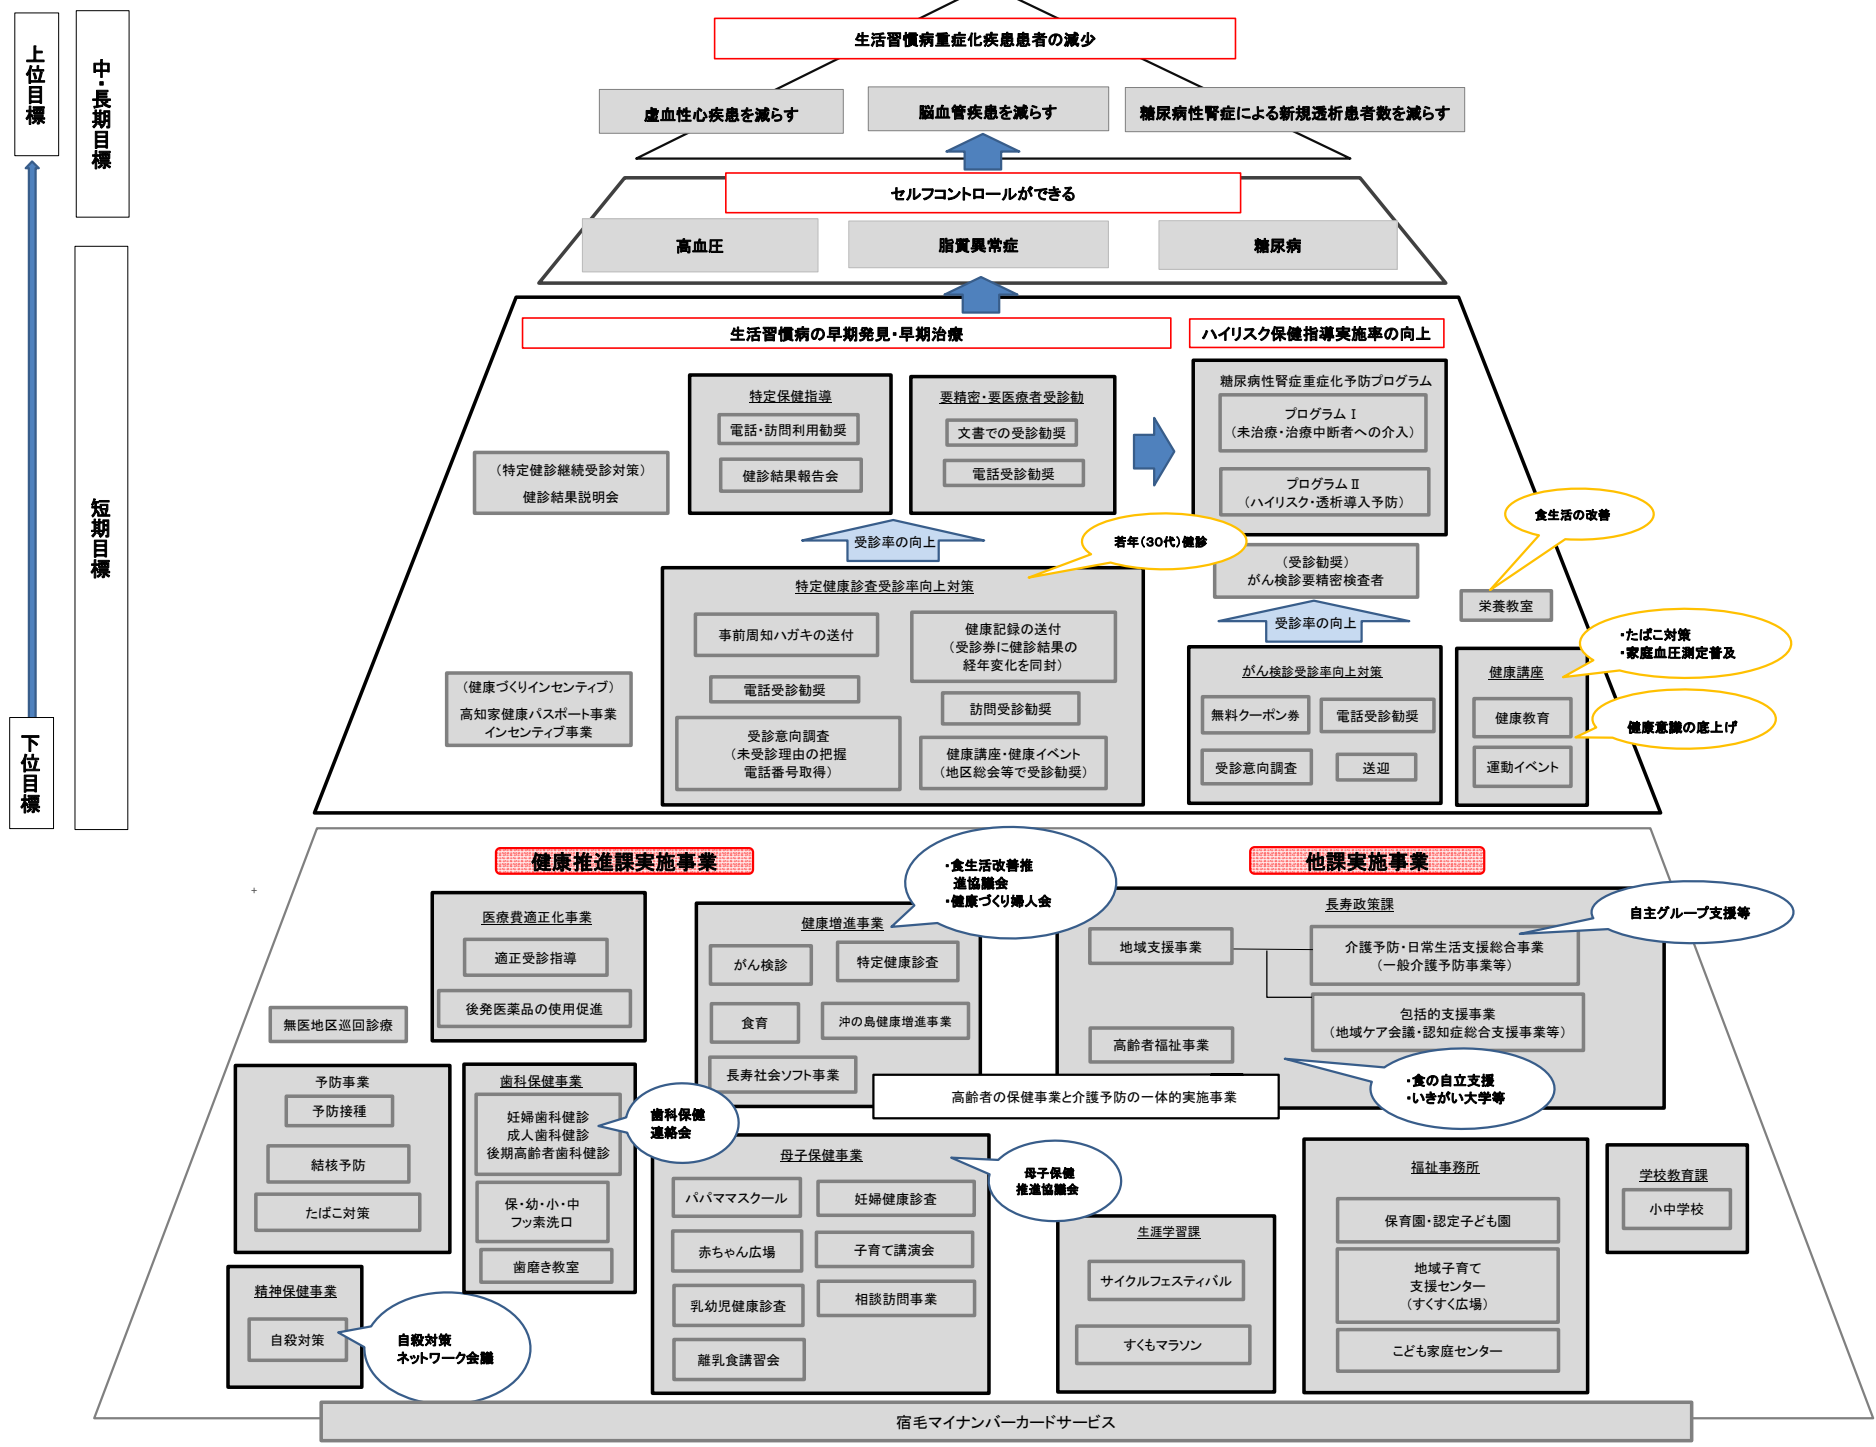 上位目標
中・長期目標
短期目標
下位目標
生活習慣病重症化疾患患者の減少
虚血性心疾患を減らす
脳血管疾患を減らす
糖尿病性腎症による新規透析患者数を減らす
セルフコントロールができる
高血圧
脂質異常症
糖尿病
生活習慣病の早期発見・早期治療
ハイリスク保健指導実施率の向上
(特定健診継続受診対策)
健診結果説明会
特定保健指導
電話・訪問利用勧奨
健診結果報告会
要精密・要医療者受診勧
文書での受診勧奨
電話受診勧奨
糖尿病性腎症重症化予防プログラム
プログラムⅠ
(未治療・治療中断者への介入)
プログラムⅡ
(ハイリスク・透析導入予防)
食生活の改善
受診率の向上
若年(30代)健診
(受診勧奨)
がん検診要精密検査者
栄養教室
受診率の向上
特定健康診査受診率向上対策
事前周知ハガキの送付
健康記録の送付
(受診券に健診結果の
経年変化を同封)
電話受診勧奨
訪問受診勧奨
受診意向調査
(未受診理由の把握
電話番号取得)
健康講座・健康イベント
(地区総会等で受診勧奨)
(健康づくりインセンティブ)
高知家健康パスポート事業
インセンティブ事業
がん検診受診率向上対策
無料クーポン券
電話受診勧奨
受診意向調査
送迎
健康講座
健康教育
運動イベント
・たばこ対策
・家庭血圧測定普及
健康意識の底上げ
健康推進課実施事業
他課実施事業
・食生活改善推
進協議会
・健康づくり婦人会
医療費適正化事業
適正受診指導
後発医薬品の使用促進
無医地区巡回診療
健康増進事業
がん検診
特定健康診査
食育
沖の島健康増進事業
長寿社会ソフト事業
長寿政策課
地域支援事業
介護予防・日常生活支援総合事業
(一般介護予防事業等)
包括的支援事業
(地域ケア会議・認知症総合支援事業等)
高齢者福祉事業
自主グループ支援等
・食の自立支援
・いきがい大学等
高齢者の保健事業と介護予防の一体的実施事業
予防事業
予防接種
結核予防
たばこ対策
歯科保健事業
妊婦歯科健診
成人歯科健診
後期高齢者歯科健診
保・幼・小・中
フッ素洗口
歯磨き教室
歯科保健
連絡会
精神保健事業
自殺対策
自殺対策
ネットワーク会議
母子保健事業
パパママスクール
妊婦健康診査
赤ちゃん広場
子育て講演会
乳幼児健康診査
相談訪問事業
離乳食講習会
母子保健
推進協議会
生涯学習課
サイクルフェスティバル
すくもマラソン
福祉事務所
保育園・認定子ども園
地域子育て
支援センター
(すくすく広場)
こども家庭センター
学校教育課
小中学校
宿毛マイナンバーカードサービス